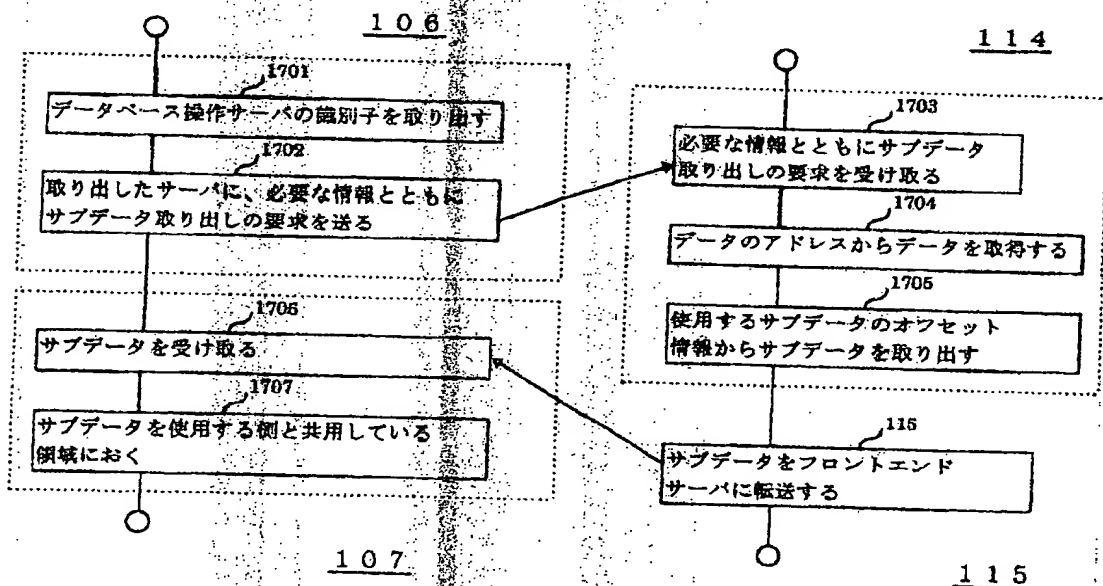 106
1701
データベース操作サーバの識別子を取り出す
1702
取り出したサーバに、必要な情報とともに
サブデータ取り出しの要求を送る
1706
サブデータを受け取る
1707
サブデータを使用する側と共用している
領域におく
107
114
1703
必要な情報とともにサブデータ
取り出しの要求を受け取る
1704
データのアドレスからデータを取得する
1705
使用するサブデータのオフセット
情報からサブデータを取り出す
115
サブデータをフロントエンド
サーバに転送する
115